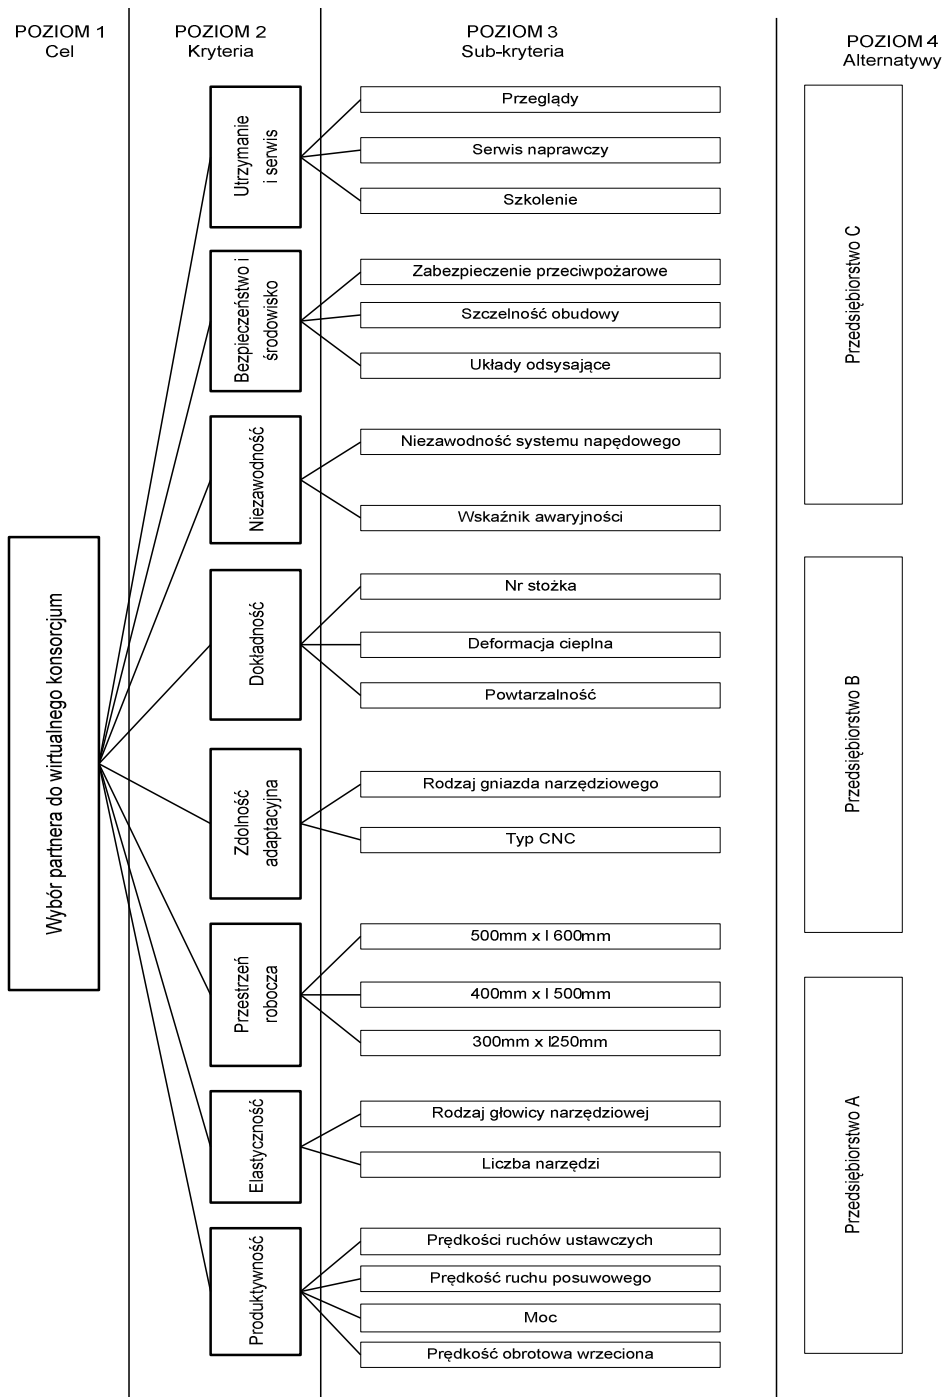 POZIOM 1
Cel
POZIOM 2
Kryteria
POZIOM 3
Sub-kryteria
POZIOM 4
Alternatywy
Wybór partnera do wirtualnego konsorcjum
Utrzymanie
i serwis
Przeglądy
Serwis naprawczy
Szkolenie
Bezpieczeństwo i
środowisko
Zabezpieczenie przeciwpożarowe
Szczelność obudowy
Układy odsysające
Niezawodność
Niezawodność systemu napędowego
Wskaźnik awaryjności
Dokładność
Nr stożka
Deformacja cieplna
Powtarzalność
Zdolność
adaptacyjna
Rodzaj gniazda narzędziowego
Typ CNC
Przestrzeń
robocza
500mm x l 600mm
400mm x l 500mm
300mm x l250mm
Elastyczność
Rodzaj głowicy narzędziowej
Liczba narzędzi
Produktywność
Prędkości ruchów ustawczych
Prędkość ruchu posuwowego
Moc
Prędkość obrotowa wrzeciona
Przedsiębiorstwo C
Przedsiębiorstwo B
Przedsiębiorstwo A